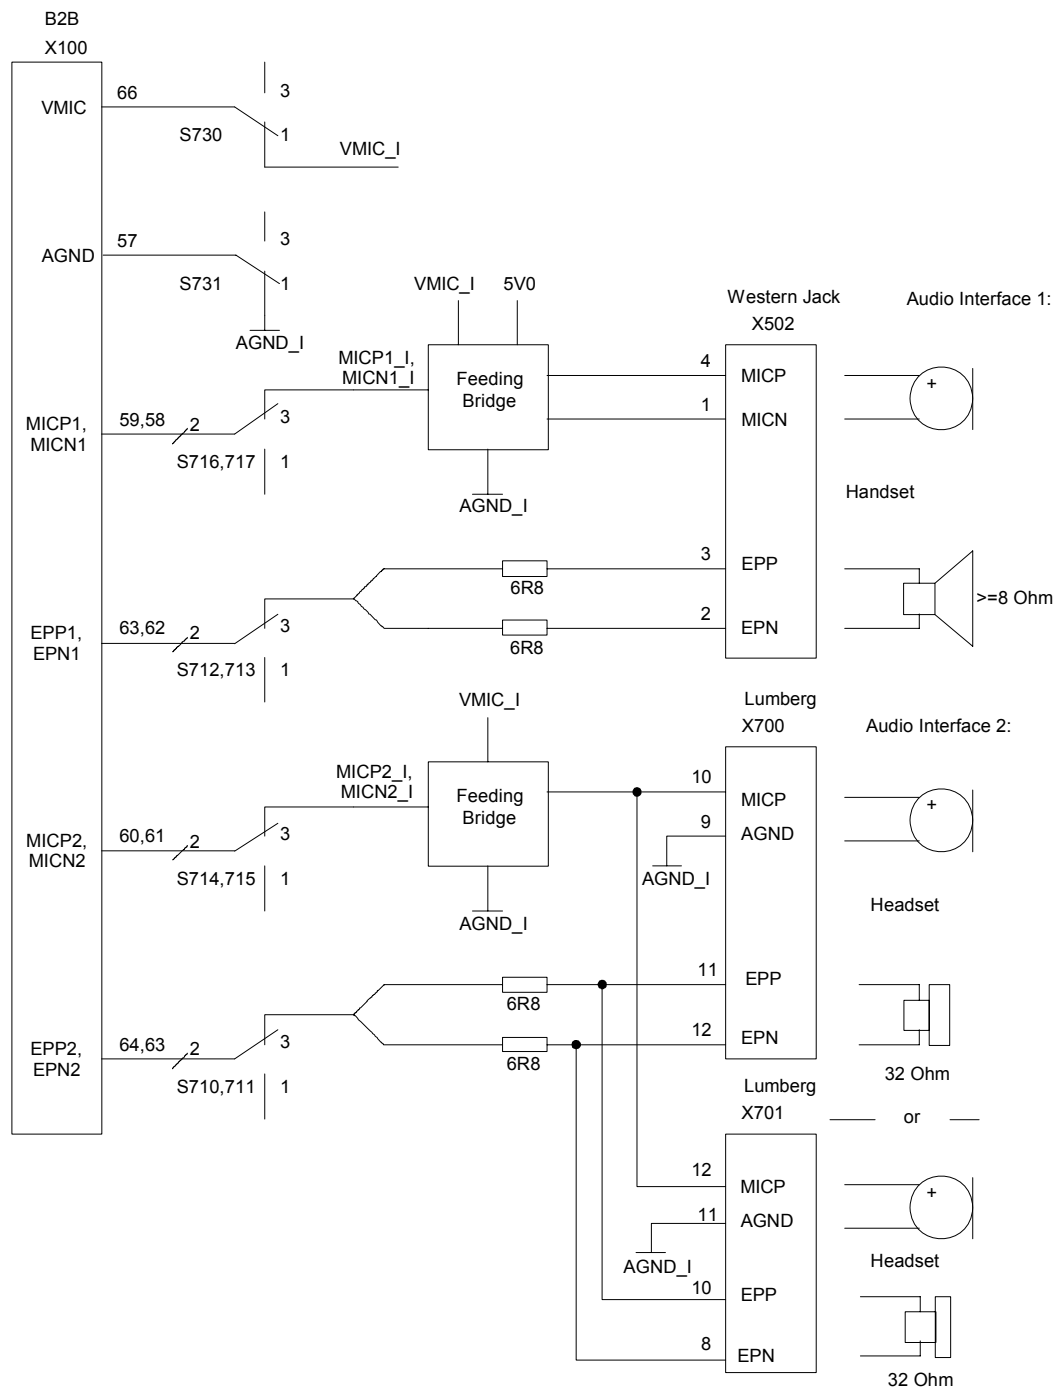 B2B
X100
VMIC
66
3
S730
1
VMIC_I
AGND
57
3
S731
1
AGND_I
VMIC_I 5V0
Western Jack
X502
Audio Interface 1:
MICP1_I,
MICN1_I
Feeding
Bridge
4
MICP
1
MICN
+
MICP1,
MICN1
59,58
2
3
S716,717
1
AGND_I
Handset
3
EPP
6R8
2
EPN
6R8
>=8 Ohm
EPP1,
EPN1
63,62
2
3
S712,713
1
VMIC_I
Lumberg
X700
Audio Interface 2:
MICP2_I,
MICN2_I
Feeding
Bridge
10
MICP
9
AGND
AGND_I
+
MICP2,
MICN2
60,61
2
3
S714,715
1
AGND_I
Headset
11
EPP
6R8
12
EPN
6R8
32 Ohm
EPP2,
EPN2
64,63
2
3
S710,711
1
Lumberg
X701
or
12
MICP
11
AGND
AGND_I
+
Headset
10
EPP
8
EPN
32 Ohm